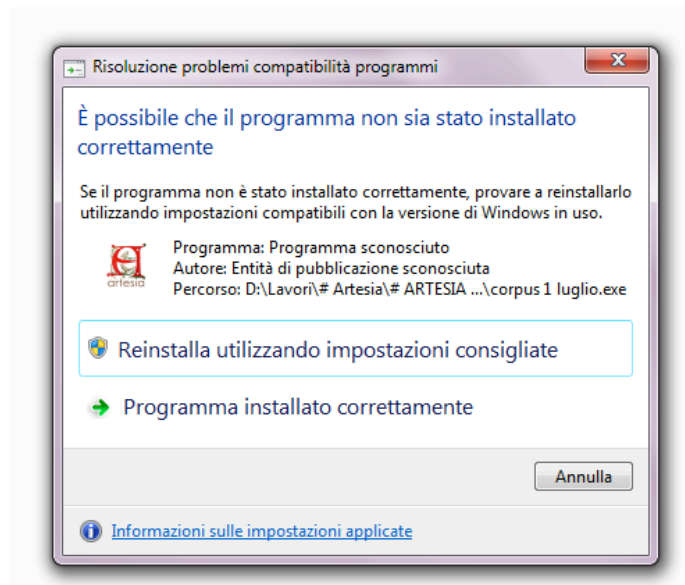 Risoluzione problemi compatibilità programmi
x
È possibile che il programma non sia stato installato
correttamente
Se il programma non è stato installato correttamente, provare a reinstallarlo
utilizzando impostazioni compatibili con la versione di Windows in uso.
artesia
Programma: Programma sconosciuto
Autore: Entità di pubblicazione sconosciuta
Percorso: D:\Lavori\# Artesia\# ARTESIA ...\corpus 1 luglio.exe
Reinstalla utilizzando impostazioni consigliate
Programma installato correttamente
Annulla
Informazioni sulle impostazioni applicate